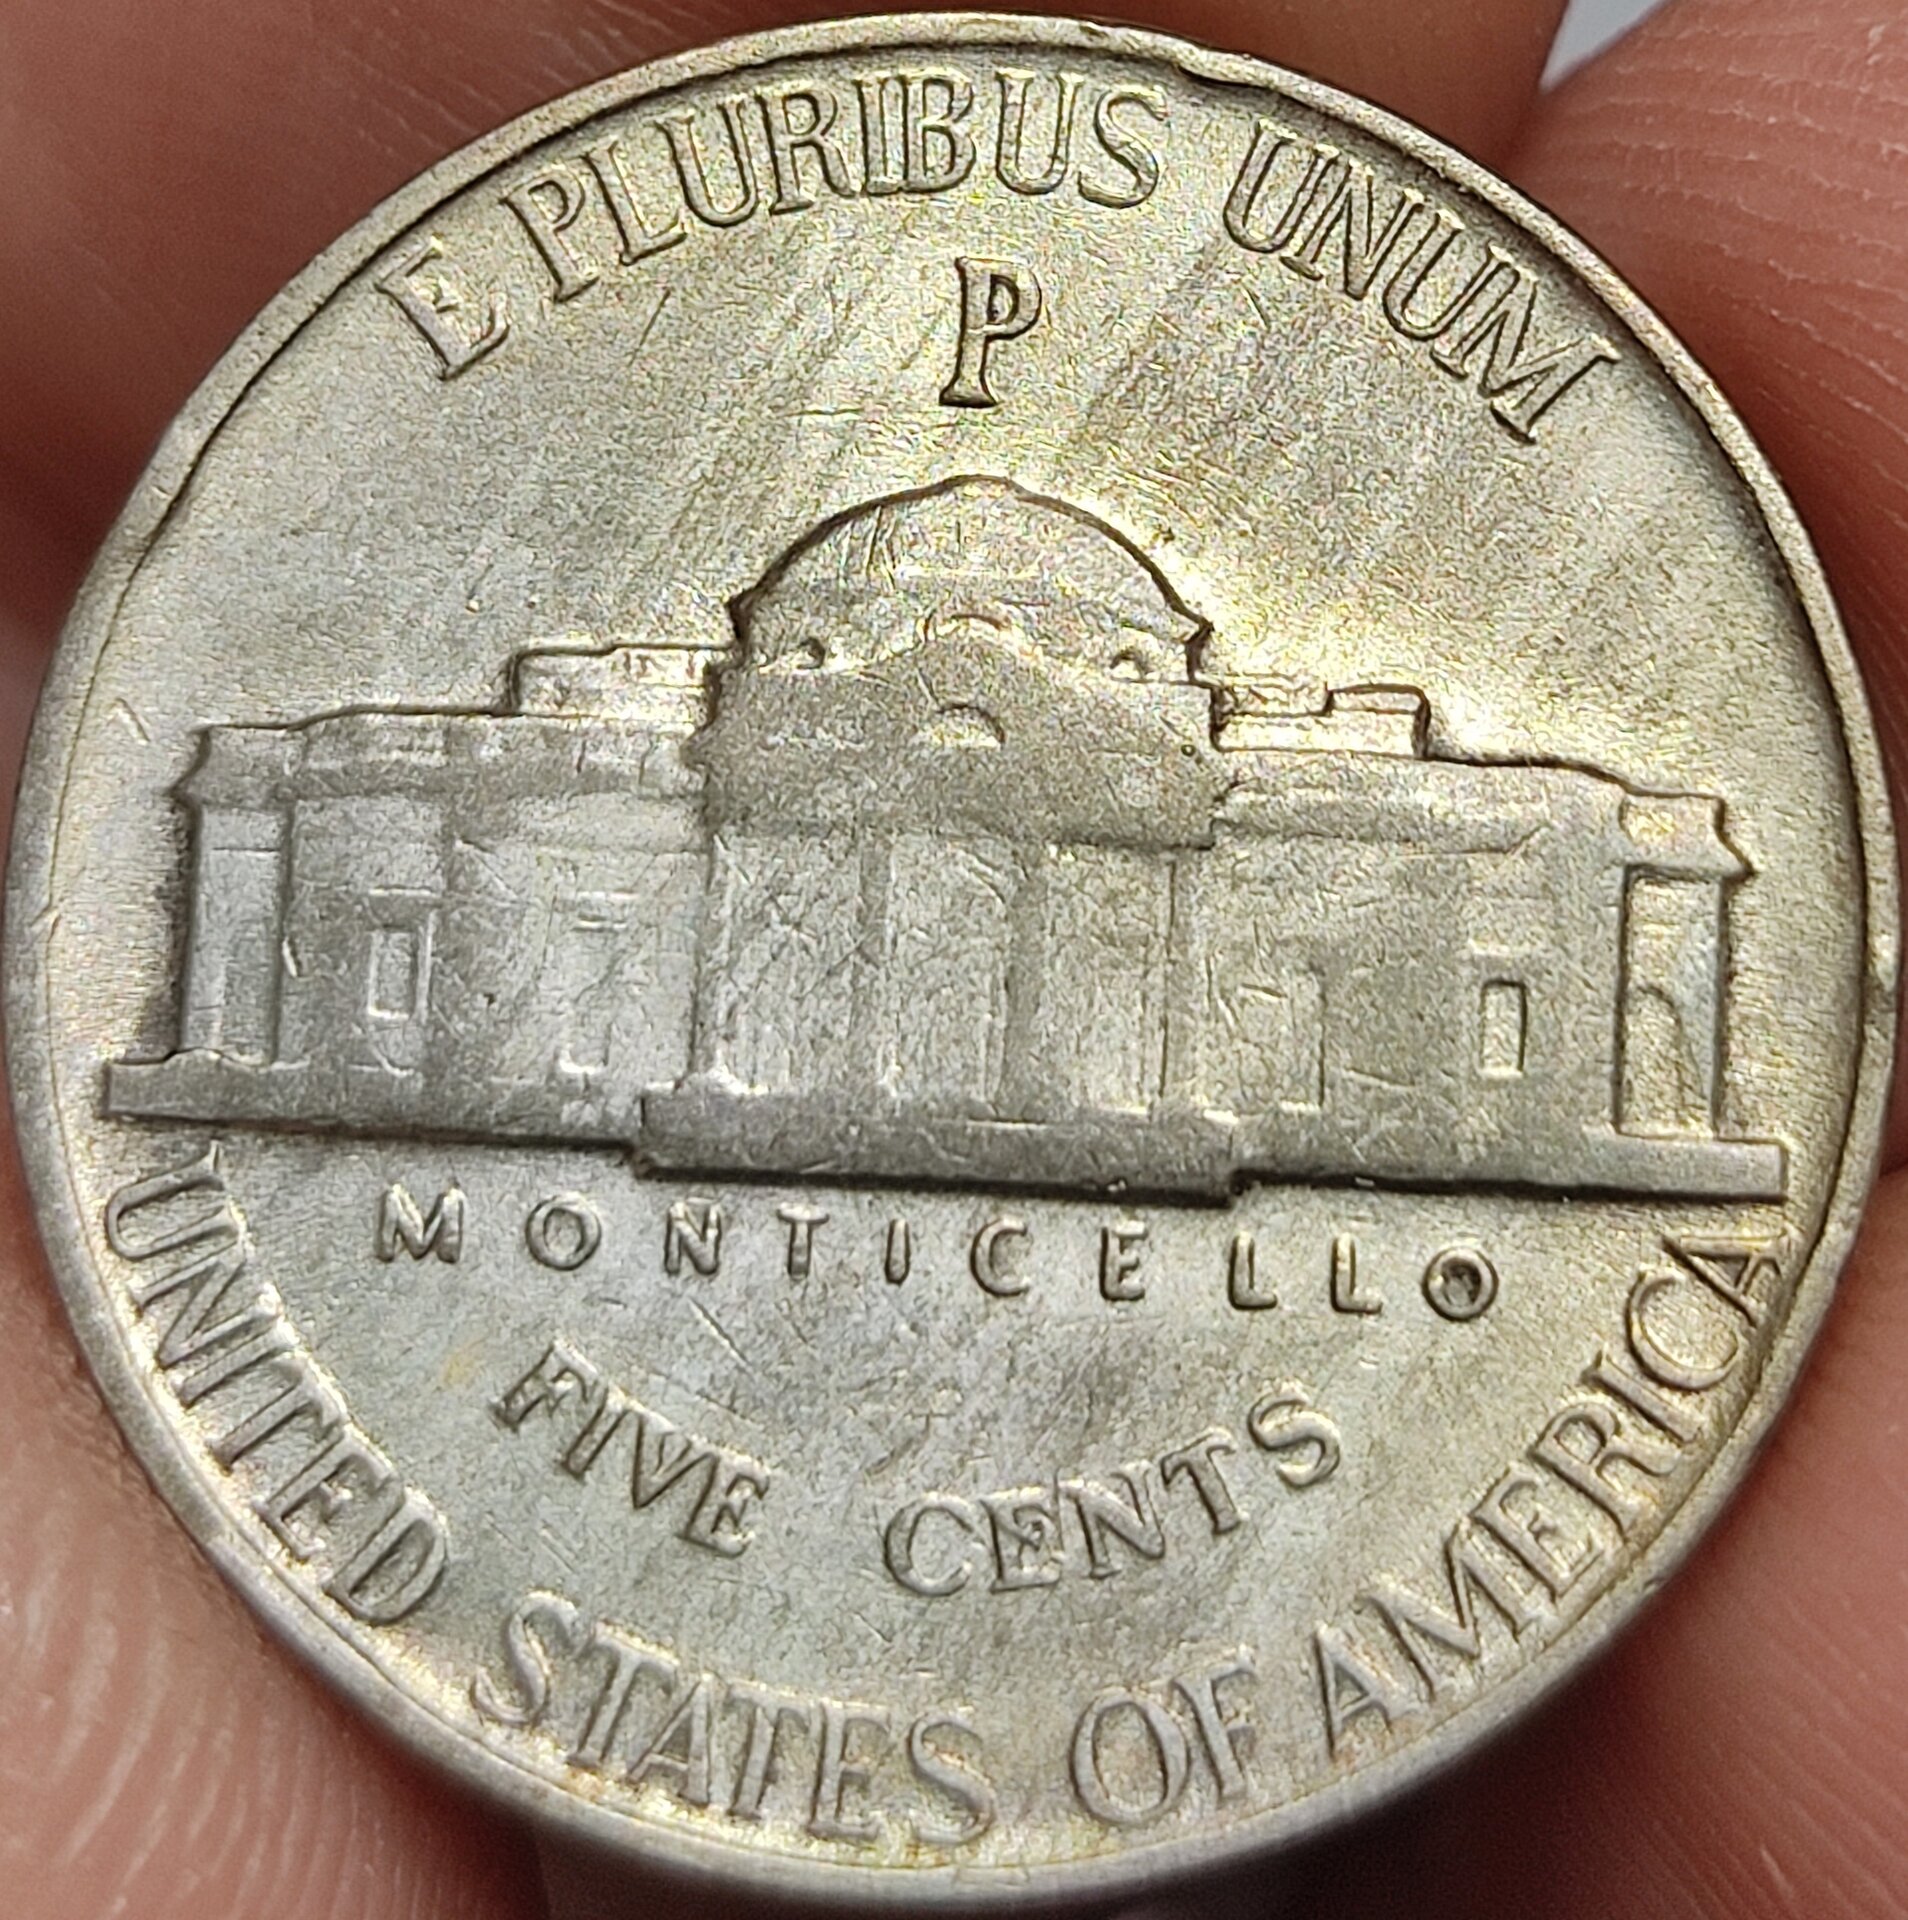 E PLURIBUS UNUM
P
MONTICELLO
FIVE CENTS
UNITED STATES OF AMERICA